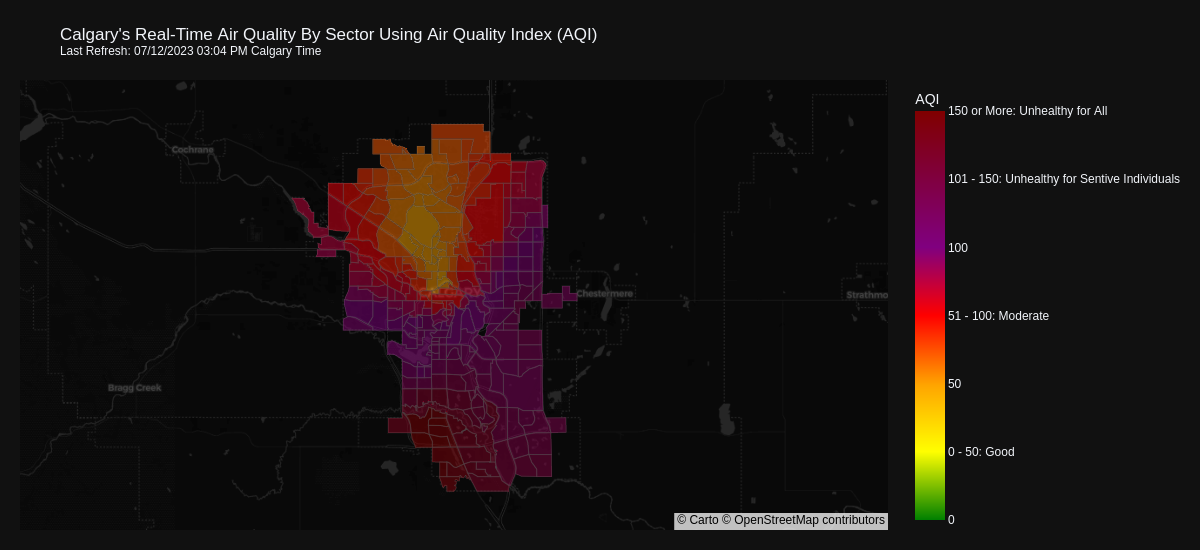 Calgary's Real-Time Air Quality By Sector Using Air Quality Index (AQI)
Last Refresh: 07/12/2023 03:04 PM Calgary Time
AQI
150 or More: Unhealthy for All
Cochrane
101 - 150: Unhealthy for Sentive Individuals
100
CALGARY
Chestermere
Strathmo
51 - 100: Moderate
50
Bragg Creek
0 - 50: Good
0
© Carto © OpenStreetMap contributors